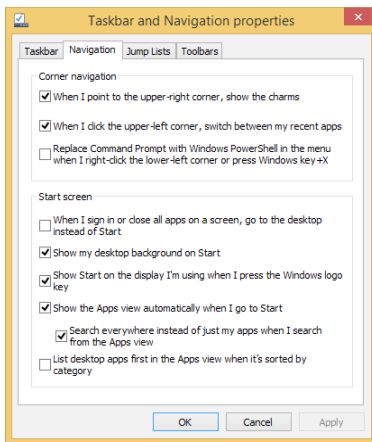 Taskbar and Navigation properties
Taskbar Navigation Jump Lists Toolbars
Corner navigation
When I point to the upper-right corner, show the charms
When I click the upper-left corner, switch between my recent apps
Replace Command Prompt with Windows PowerShell in the menu
when I right-click the lower-left corner or press Windows key+X
Start screen
When I sign in or close all apps on a screen, go to the desktop
instead of Start
Show my desktop background on Start
Show Start on the display I'm using when I press the Windows logo
key
Show the Apps view automatically when I go to Start
Search everywhere instead of just my apps when I search
from the Apps view
List desktop apps first in the Apps view when it's sorted by
category
OK Cancel Apply